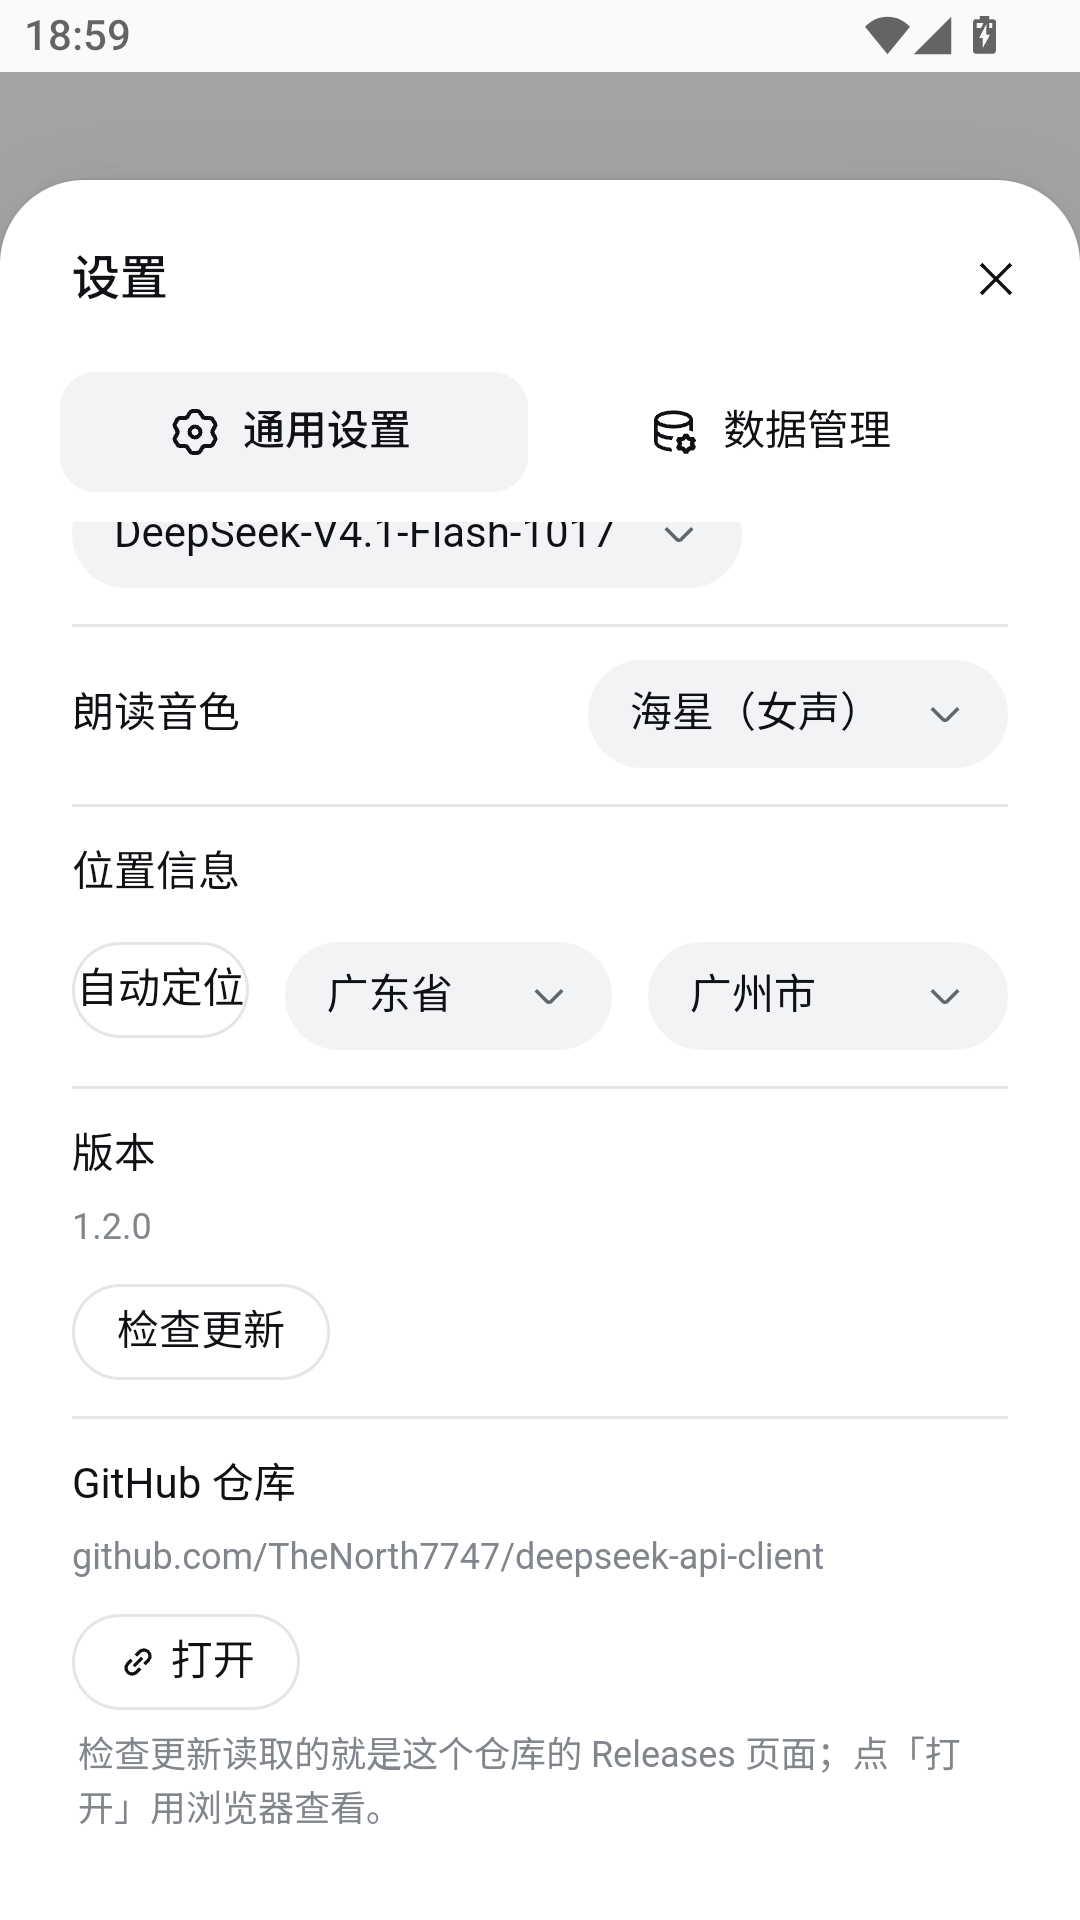 18:59
设置
通用设置
数据管理
DeepSeek-V4.1-Flash-1017
朗读音色
海星（女声）
位置信息
自动定位
广东省
广州市
版本
1.2.0
检查更新
GitHub 仓库
github.com/TheNorth7747/deepseek-api-client
打开
检查更新读取的就是这个仓库的 Releases 页面；点「打
开」用浏览器查看。